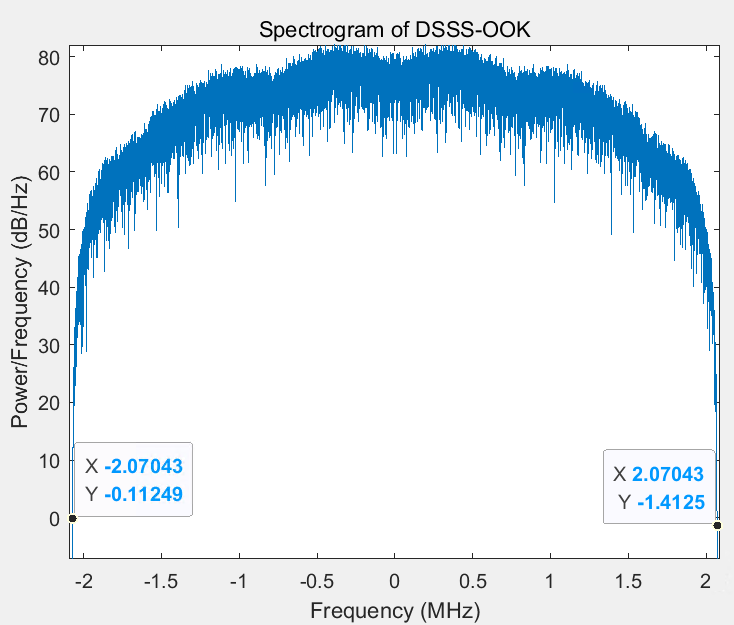 Spectrogram of DSSS-OOK
Power/Frequency (dB/Hz)
80
70
60
50
40
30
20
10
0
X -2.07043
Y -0.11249
X 2.07043
Y -1.4125
-2
-1.5
-1
-0.5
0
0.5
1
1.5
2
Frequency (MHz)